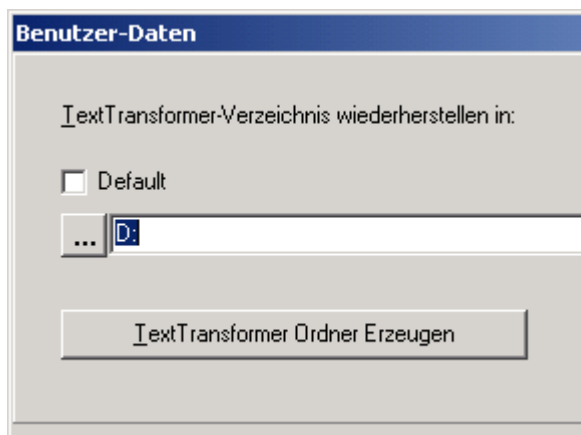 Benutzer-Daten
TextTransformer-Verzeichnis wiederherstellen in:
Default
...
D:
TextTransformer Ordner Erzeugen